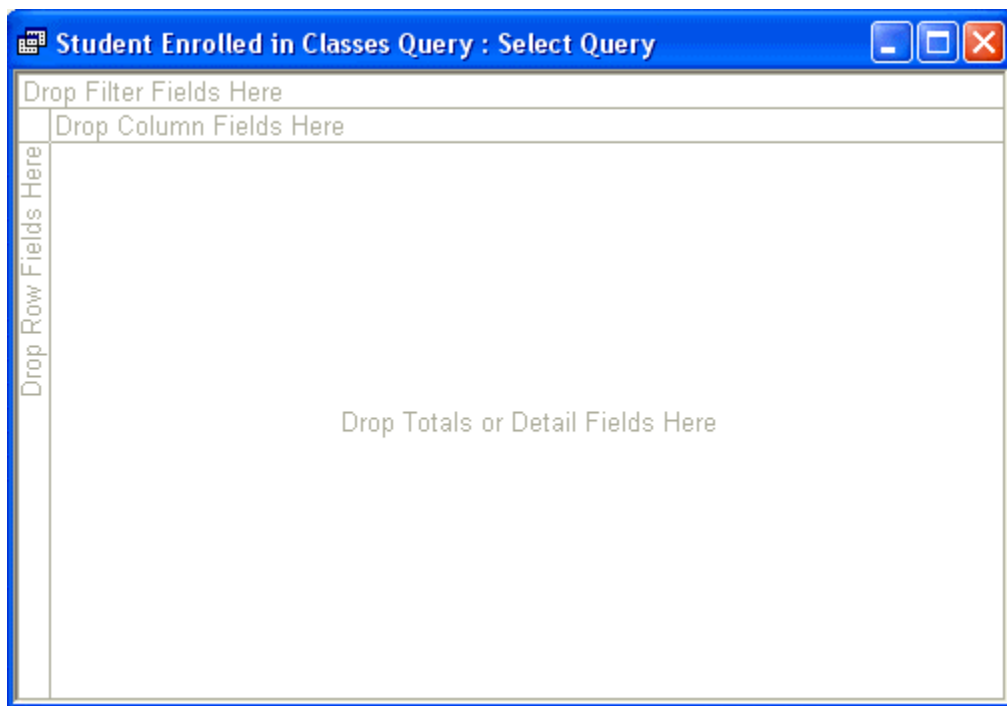 Student Enrolled in Classes Query : Select Query
Drop Filter Fields Here
Drop Column Fields Here
Drop Row Fields Here
Drop Totals or Detail Fields Here